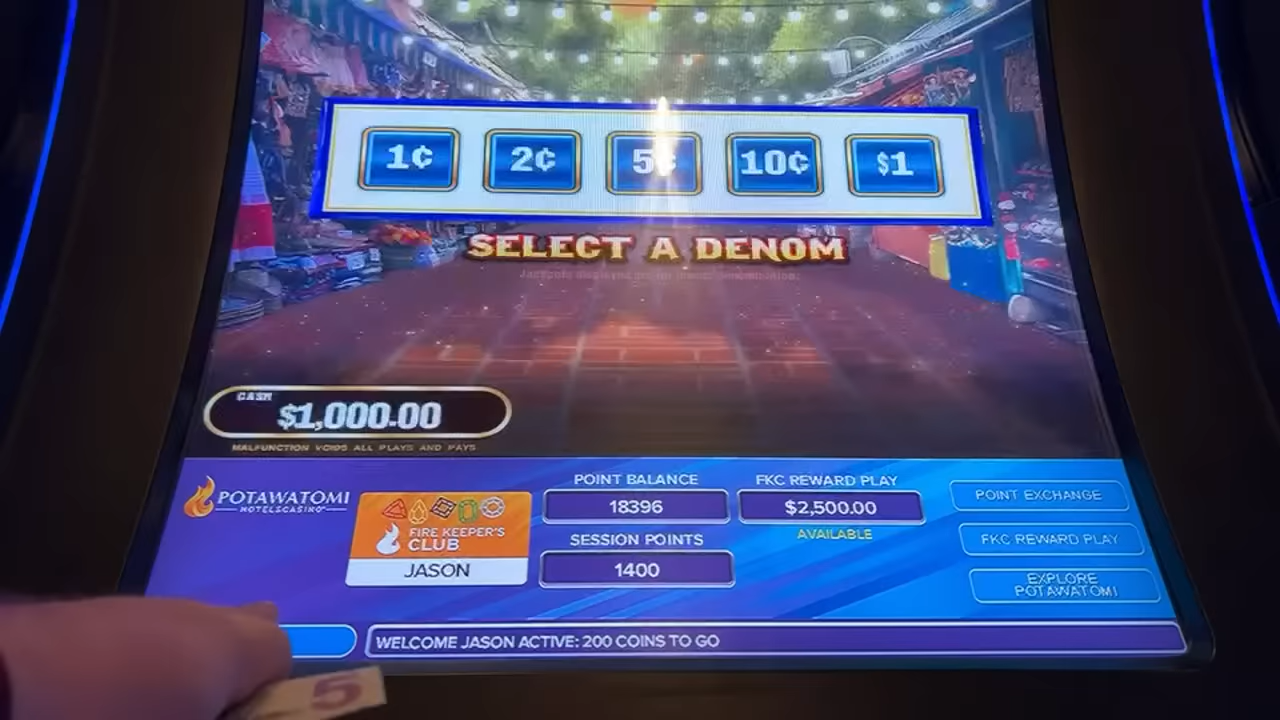 1¢ 2¢ 5¢ 10¢ $1
SELECT A DENOM
CASH
$1,000.00
MALFUNCTION VOIDS ALL PLAYS AND PAYS
POTAWATOMI
HOTEL&CASINO
FIRE KEEPER'S
CLUB
JASON
POINT BALANCE
18396
SESSION POINTS
1400
FKC REWARD PLAY
$2,500.00
AVAILABLE
POINT EXCHANGE
FKC REWARD PLAY
EXPLORE
POTAWATOMI
WELCOME JASON ACTIVE: 200 COINS TO GO
5